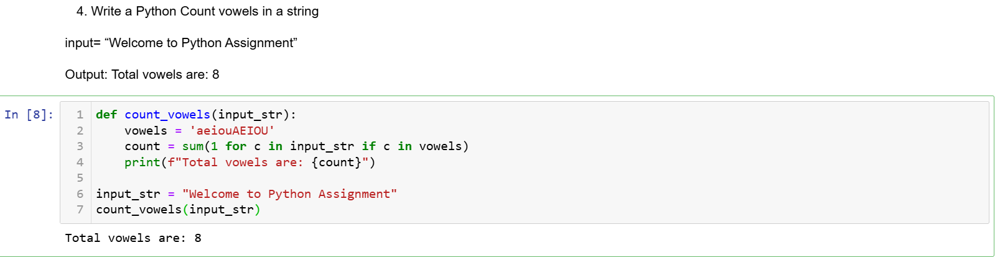 4. Write a Python Count vowels in a string
input= “Welcome to Python Assignment”
Output: Total vowels are: 8
In [8]:
1 def count_vowels(input_str):
2     vowels = 'aeiouAEIOU'
3     count = sum(1 for c in input_str if c in vowels)
4     print(f"Total vowels are: {count}")
5
6 input_str = "Welcome to Python Assignment"
7 count_vowels(input_str)
Total vowels are: 8